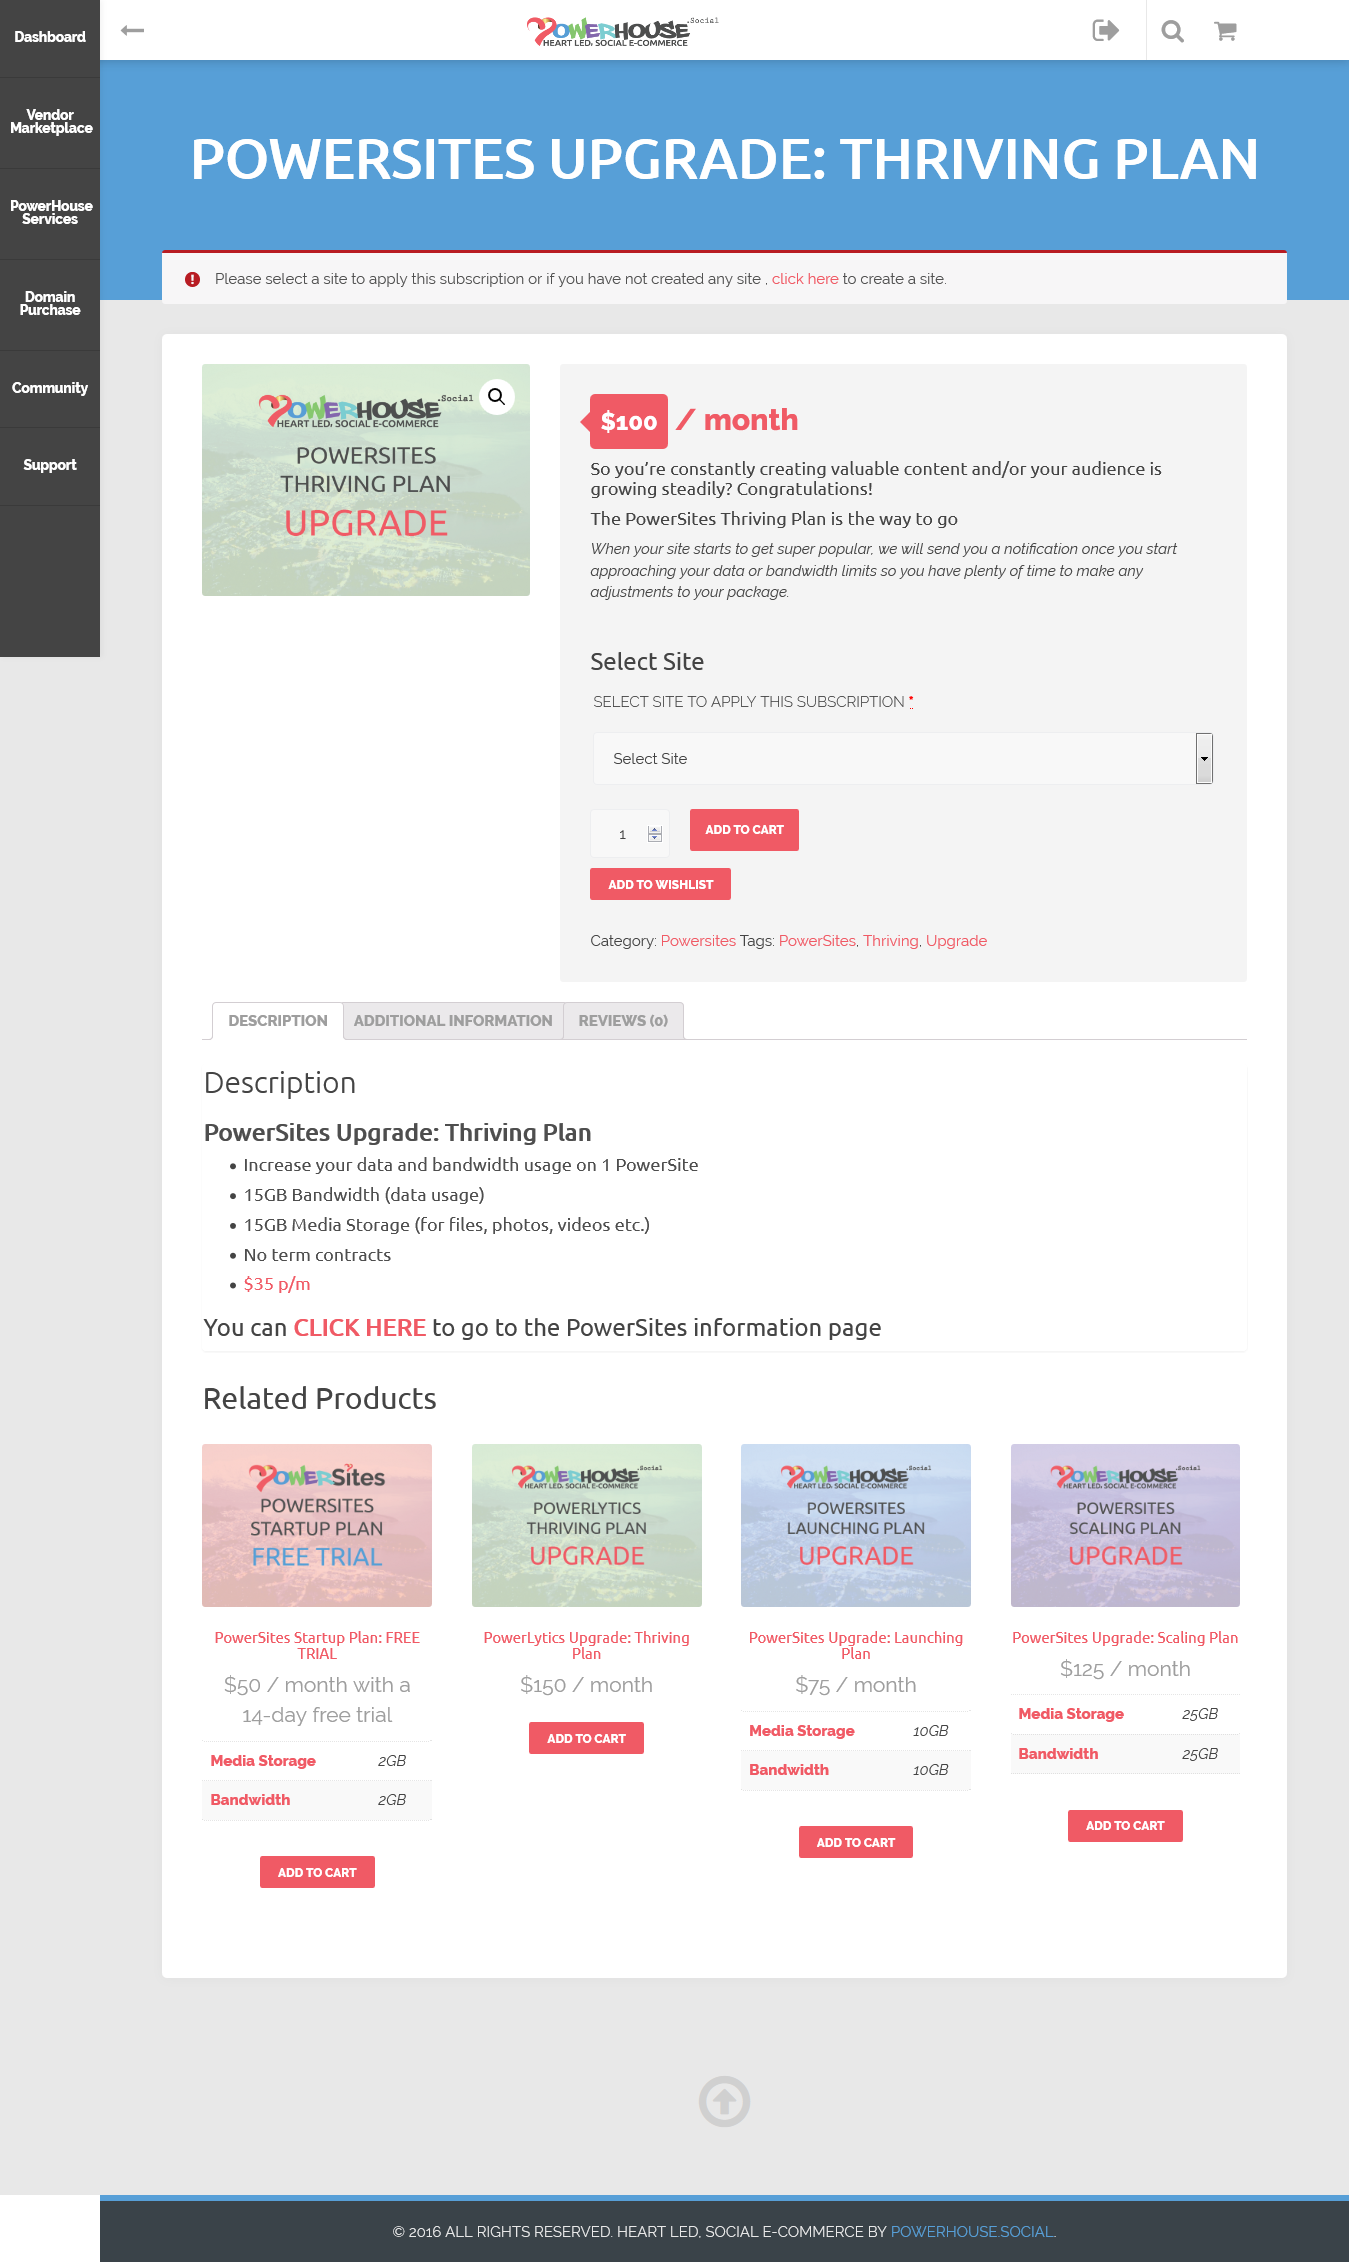 Dashboard
Vendor
Marketplace
PowerHouse
Services
Domain
Purchase
Community
Support
POWERHOUSE.Social
HEART LED, SOCIAL E-COMMERCE
POWERSITES UPGRADE: THRIVING PLAN
Please select a site to apply this subscription or if you have not created any site , click here to create a site.
POWERHOUSE.Social
HEART LED, SOCIAL E-COMMERCE
POWERSITES
THRIVING PLAN
UPGRADE
$100 / month
So you’re constantly creating valuable content and/or your audience is
growing steadily? Congratulations!
The PowerSites Thriving Plan is the way to go
When your site starts to get super popular, we will send you a notification once you start
approaching your data or bandwidth limits so you have plenty of time to make any
adjustments to your package.
Select Site
SELECT SITE TO APPLY THIS SUBSCRIPTION *
Select Site
1
ADD TO CART
ADD TO WISHLIST
Category: Powersites Tags: PowerSites, Thriving, Upgrade
DESCRIPTION ADDITIONAL INFORMATION REVIEWS (0)
Description
PowerSites Upgrade: Thriving Plan
• Increase your data and bandwidth usage on 1 PowerSite
• 15GB Bandwidth (data usage)
• 15GB Media Storage (for files, photos, videos etc.)
• No term contracts
• $35 p/m
You can CLICK HERE to go to the PowerSites information page
Related Products
POWERSites
POWERSITES
STARTUP PLAN
FREE TRIAL
PowerSites Startup Plan: FREE
TRIAL
$50 / month with a
14-day free trial
Media Storage 2GB
Bandwidth 2GB
ADD TO CART
POWERHOUSE.Social
HEART LED, SOCIAL E-COMMERCE
POWERLYTICS
THRIVING PLAN
UPGRADE
PowerLytics Upgrade: Thriving
Plan
$150 / month
ADD TO CART
POWERHOUSE.Social
HEART LED, SOCIAL E-COMMERCE
POWERSITES
LAUNCHING PLAN
UPGRADE
PowerSites Upgrade: Launching
Plan
$75 / month
Media Storage 10GB
Bandwidth 10GB
ADD TO CART
POWERHOUSE.Social
HEART LED, SOCIAL E-COMMERCE
POWERSITES
SCALING PLAN
UPGRADE
PowerSites Upgrade: Scaling Plan
$125 / month
Media Storage 25GB
Bandwidth 25GB
ADD TO CART
© 2016 ALL RIGHTS RESERVED. HEART LED, SOCIAL E-COMMERCE BY POWERHOUSE.SOCIAL.